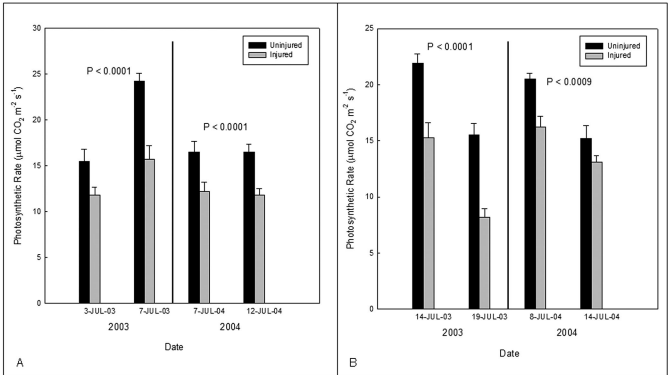 30
25
20
15
10
5
0
Photosynthetic Rate (μmol CO₂ m⁻² s⁻¹)
Uninjured
Injured
P < 0.0001
P < 0.0001
3-JUL-03
7-JUL-03
7-JUL-04
12-JUL-04
2003
2004
Date
A
25
20
15
10
5
0
Photosynthetic Rate (μmol CO₂ m⁻² s⁻¹)
Uninjured
Injured
P < 0.0001
P < 0.0009
14-JUL-03
19-JUL-03
8-JUL-04
14-JUL-04
2003
2004
Date
B